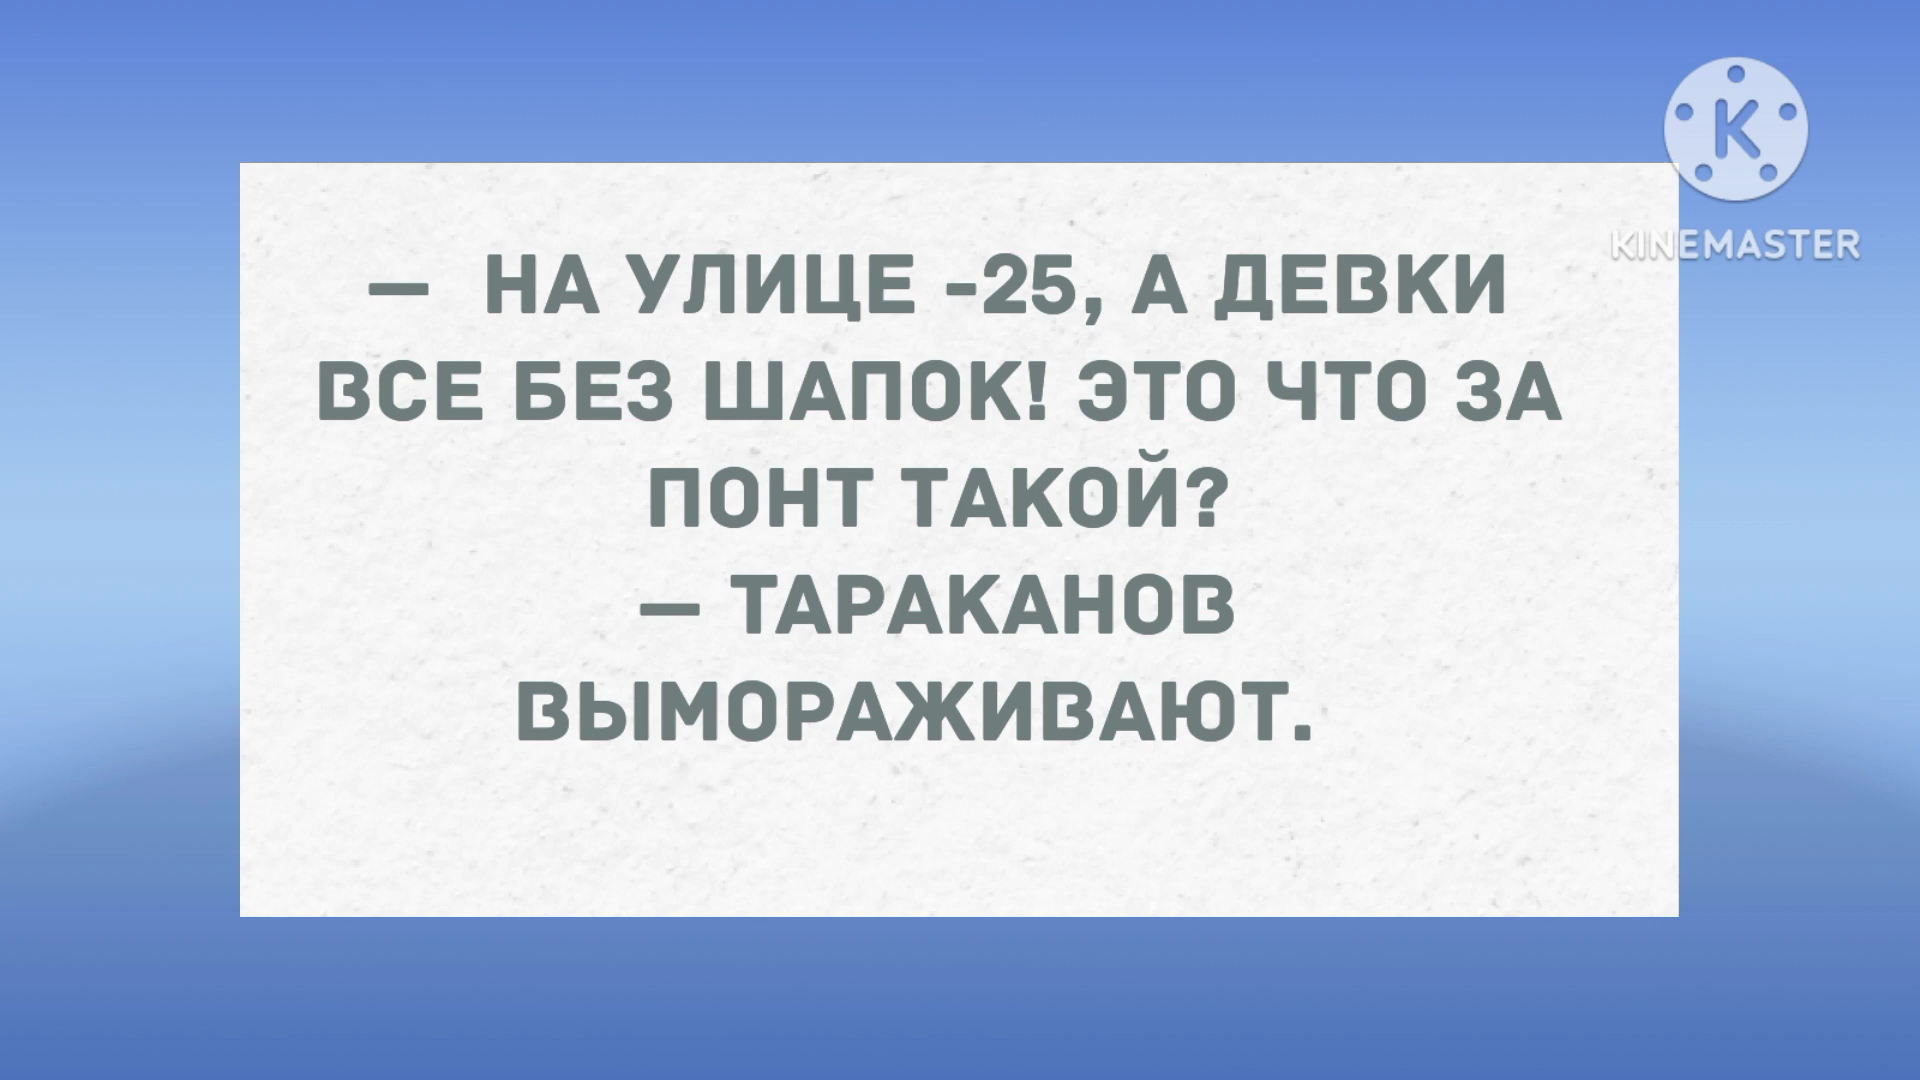 — НА УЛИЦЕ -25, А ДЕВКИ
ВСЕ БЕЗ ШАПОК! ЭТО ЧТО ЗА
ПОНТ ТАКОЙ?
— ТАРАКАНОВ
ВЫМОРАЖИВАЮТ.
K
KINEMASTER